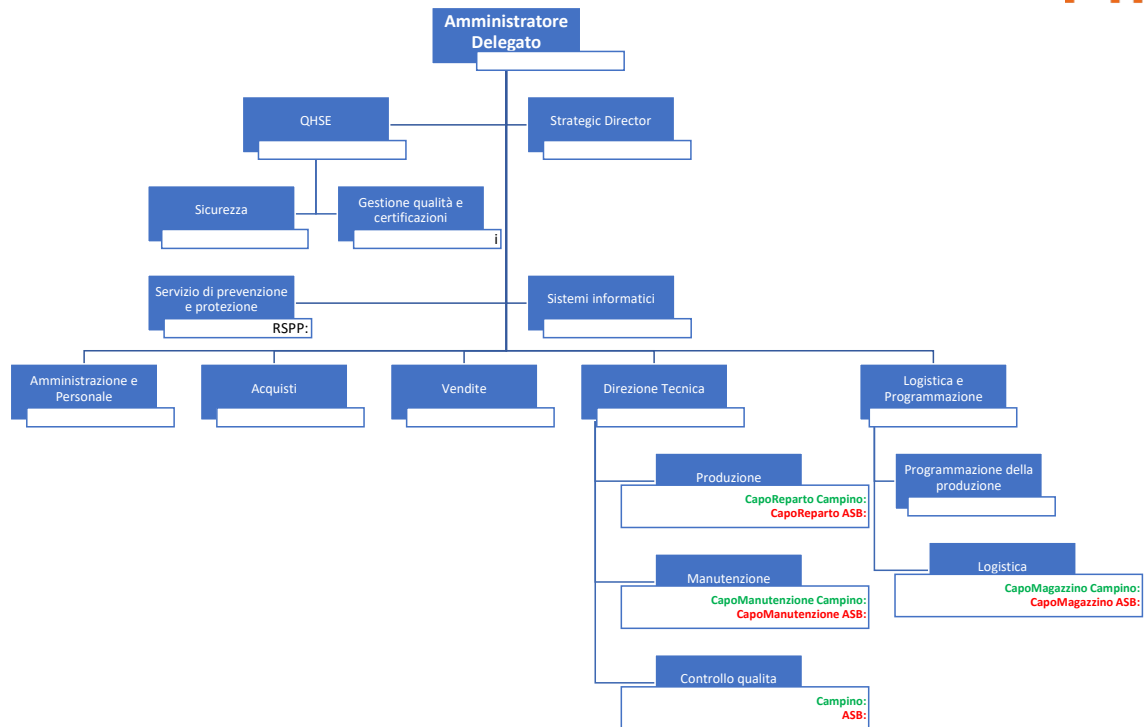 Amministratore
Delegato
QHSE
Strategic Director
Sicurezza
Gestione qualità e
certificazioni
i
Servizio di prevenzione
e protezione
RSPP:
Sistemi informatici
Amministrazione e
Personale
Acquisti
Vendite
Direzione Tecnica
Logistica e
Programmazione
Produzione
CapoReparto Campino:
CapoReparto ASB:
Programmazione della
produzione
Manutenzione
CapoManutenzione Campino:
CapoManutenzione ASB:
Logistica
CapoMagazzino Campino:
CapoMagazzino ASB:
Controllo qualita
Campino:
ASB: